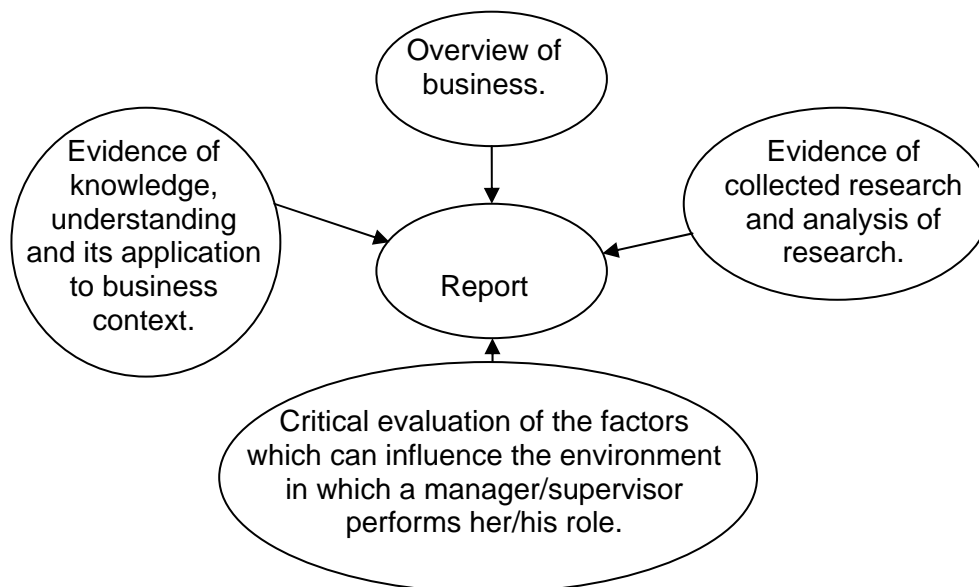 Overview of
business.
Evidence of
knowledge,
understanding
and its application
to business
context.
Evidence of
collected research
and analysis of
research.
Report
Critical evaluation of the factors
which can influence the environment
in which a manager/supervisor
performs her/his role.